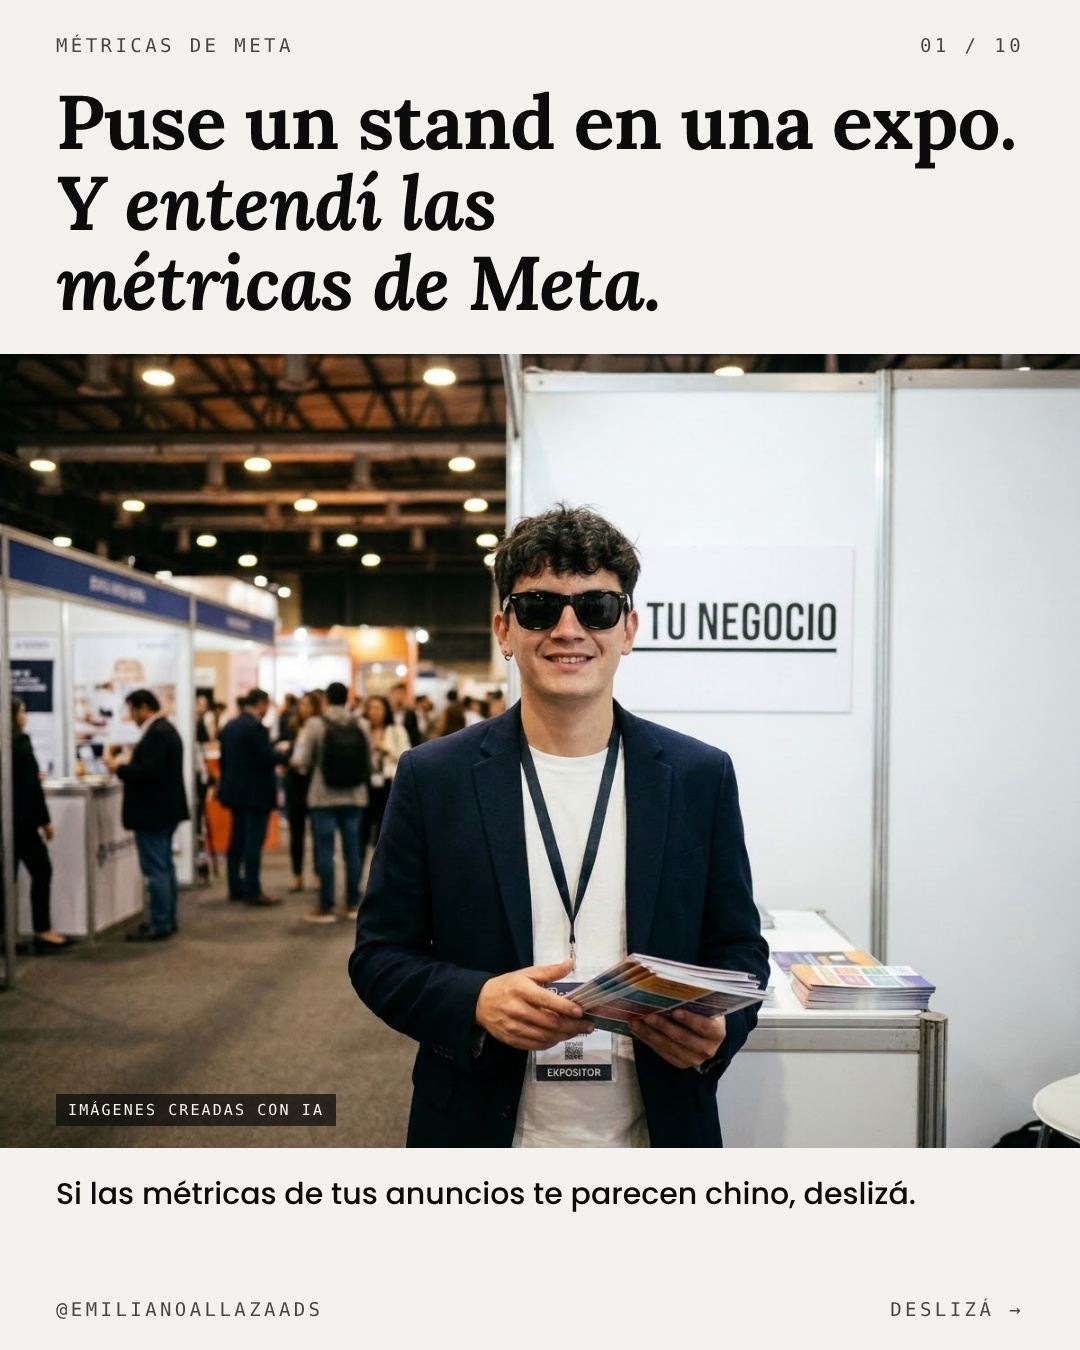 MÉTRICAS DE META
01 / 10
Puse un stand en una expo.
Y entendí las
métricas de Meta.
TU NEGOCIO
EXPOSITOR
IMÁGENES CREADAS CON IA
Si las métricas de tus anuncios te parecen chino, deslizá.
@EMILIANOALLAZAADS
DESLIZÁ →